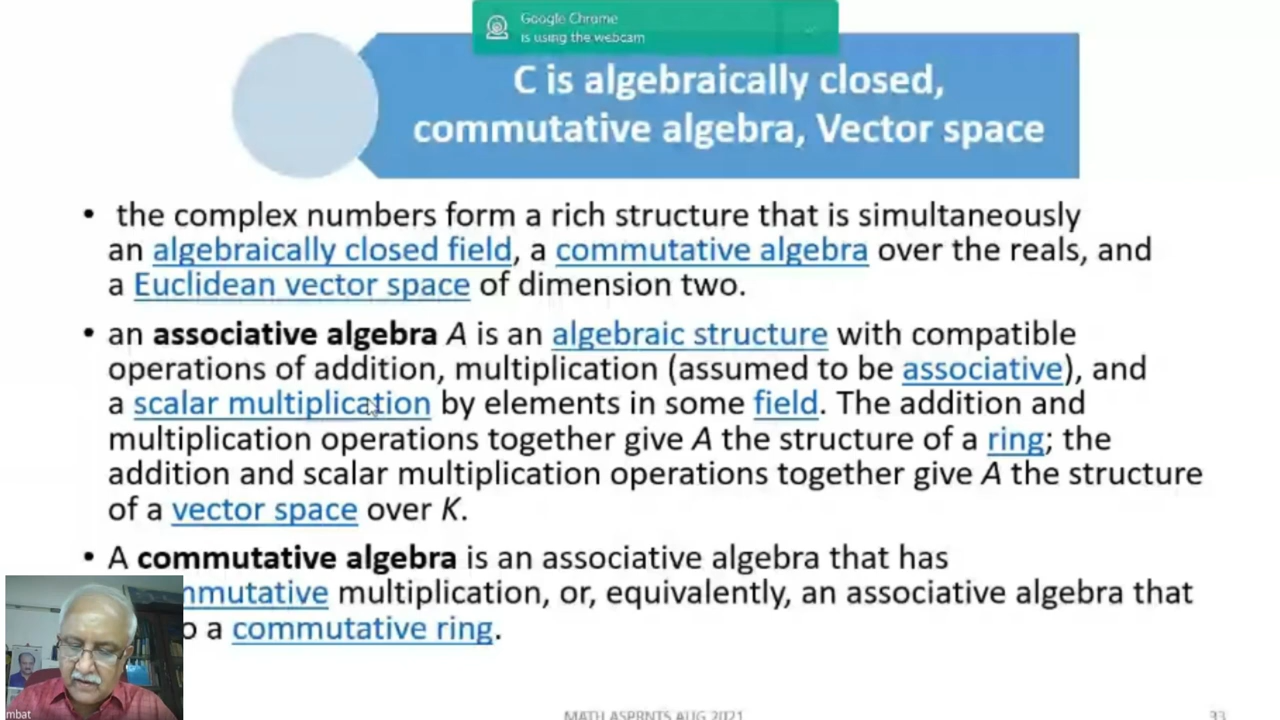 Google Chrome
is using the webcam
C is algebraically closed,
commutative algebra, Vector space
• the complex numbers form a rich structure that is simultaneously
an algebraically closed field, a commutative algebra over the reals, and
a Euclidean vector space of dimension two.
• an associative algebra A is an algebraic structure with compatible
operations of addition, multiplication (assumed to be associative), and
a scalar multiplication by elements in some field. The addition and
multiplication operations together give A the structure of a ring; the
addition and scalar multiplication operations together give A the structure
of a vector space over K.
• A commutative algebra is an associative algebra that has
mmutative multiplication, or, equivalently, an associative algebra that
o a commutative ring.
mbat
MATH ASPRNTS AUG 2021
33